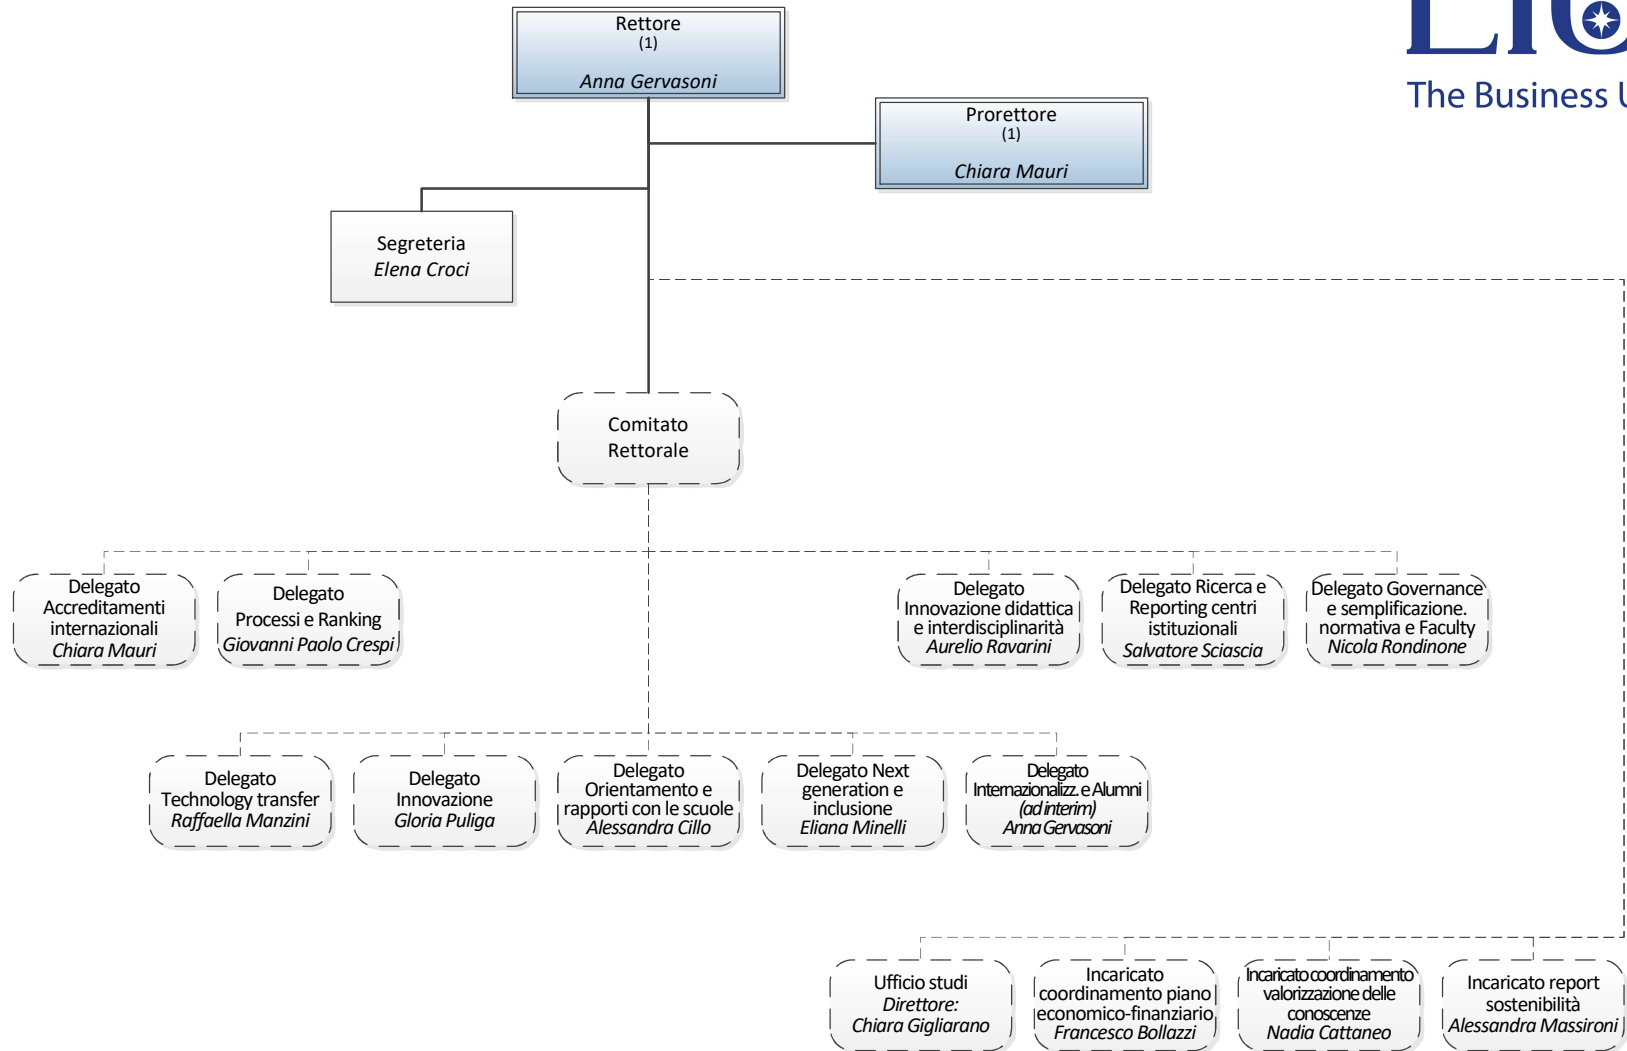 Rettore
(1)
Anna Gervasoni
The Business
Prorettore
(1)
Chiara Mauri
Segreteria
Elena Croci
Comitato
Rettorale
Delegato
Accreditamenti
internazionali
Chiara Mauri
Delegato
Processi e Ranking
Giovanni Paolo Crespi
Delegato
Innovazione didattica
e interdisciplinarità
Aurelio Ravarini
Delegato Ricerca e
Reporting centri
istituzionali
Salvatore Sciascia
Delegato Governance
e semplificazione.
normativa e Faculty
Nicola Rondinone
Delegato
Technology transfer
Raffaella Manzini
Delegato
Innovazione
Gloria Puliga
Delegato
Orientamento e
rapporti con le scuole
Alessandra Cillo
Delegato Next
generation e
inclusione
Eliana Minelli
Delegato
Internazionalizz. e Alumni
(ad interim)
Anna Gervasoni
Ufficio studi
Direttore:
Chiara Gigliarano
Incaricato
coordinamento piano
economico-finanziario
Francesco Bollazzi
Incaricato coordinamento
valorizzazione delle
conoscenze
Nadia Cattaneo
Incaricato report
sostenibilità
Alessandra Massironi